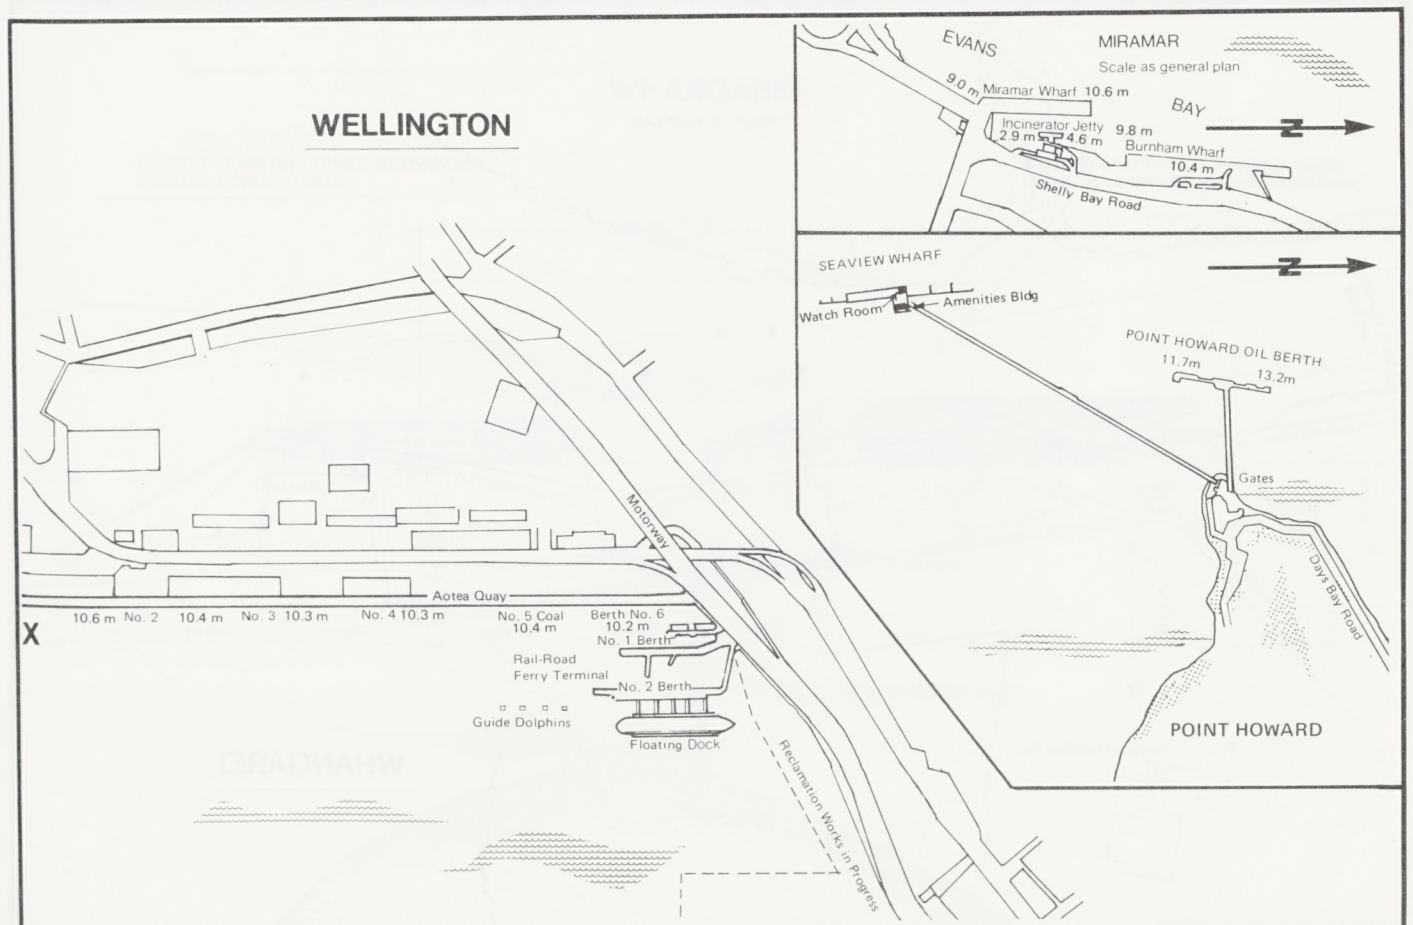 WELLINGTON
EVANS
MIRAMAR
Scale as general plan
9.0 m Miramar Wharf 10.6 m
BAY
N
Incinerator Jetty 9.8 m
2.9 m 4.6 m
Burnham Wharf
10.4 m
Shelly Bay Road
SEAVIEW WHARF
N
Watch Room
Amenities Bldg
POINT HOWARD OIL BERTH
11.7m 13.2m
Gates
Days Bay Road
POINT HOWARD
Motorway
Aotea Quay
10.6 m No. 2 10.4 m No. 3 10.3 m No. 4 10.3 m
No. 5 Coal
10.4 m
Berth No. 6
10.2 m
X
No. 1 Berth
Rail-Road
Ferry Terminal
No. 2 Berth
Guide Dolphins
Floating Dock
Reclamation Works in Progress